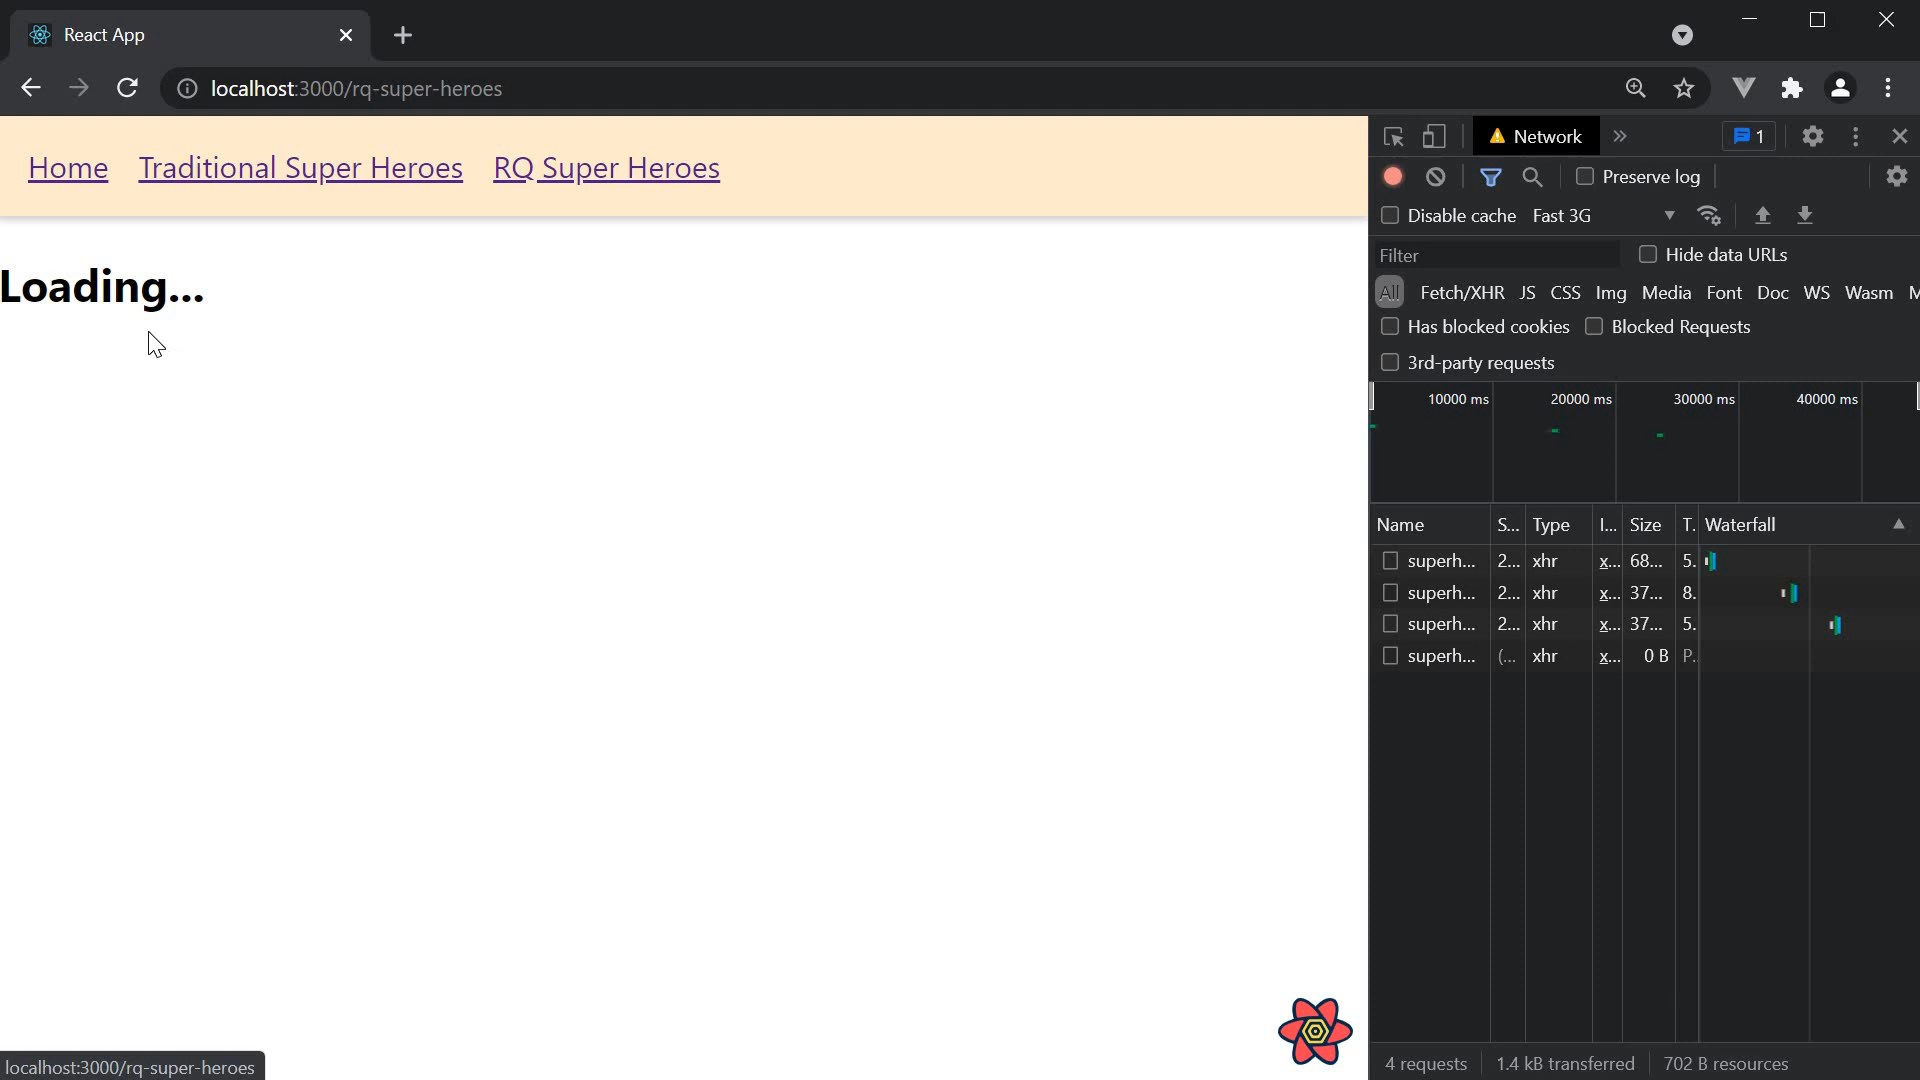 React App
localhost:3000/rq-super-heroes
Home Traditional Super Heroes RQ Super Heroes
Loading...
localhost:3000/rq-super-heroes
Network 1
Preserve log
Disable cache Fast 3G
Filter Hide data URLs
All Fetch/XHR JS CSS Img Media Font Doc WS Wasm M
Has blocked cookies Blocked Requests
3rd-party requests
10000 ms 20000 ms 30000 ms 40000 ms
Name S... Type I... Size T. Waterfall
superh... 2... xhr x... 68... 5.
superh... 2... xhr x... 37... 8.
superh... 2... xhr x... 37... 5.
superh... (... xhr x... 0 B P.
4 requests 1.4 kB transferred 702 B resources